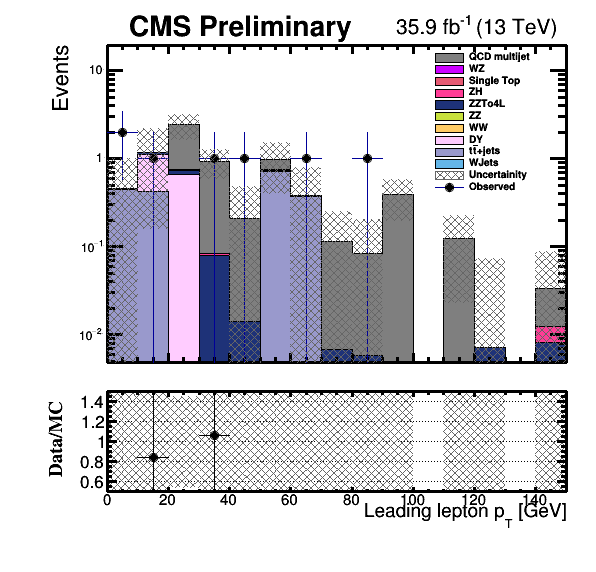 CMS Preliminary 35.9 fb⁻¹ (13 TeV)
Events
10
1
10⁻¹
10⁻²
QCD multijet
WZ
Single Top
ZH
ZZTo4L
ZZ
WW
DY
tt̄+jets
WJets
Uncertainity
Observed
Data/MC
1.4
1.2
1
0.8
0.6
0 20 40 60 80 100 120 140
Leading lepton p_T [GeV]